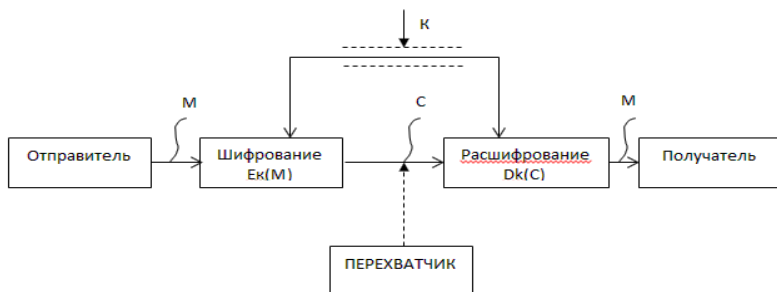 К
М
С
М
Отправитель
Шифрование
Ек(М)
Расшифрование
Dk(C)
Получатель
ПЕРЕХВАТЧИК